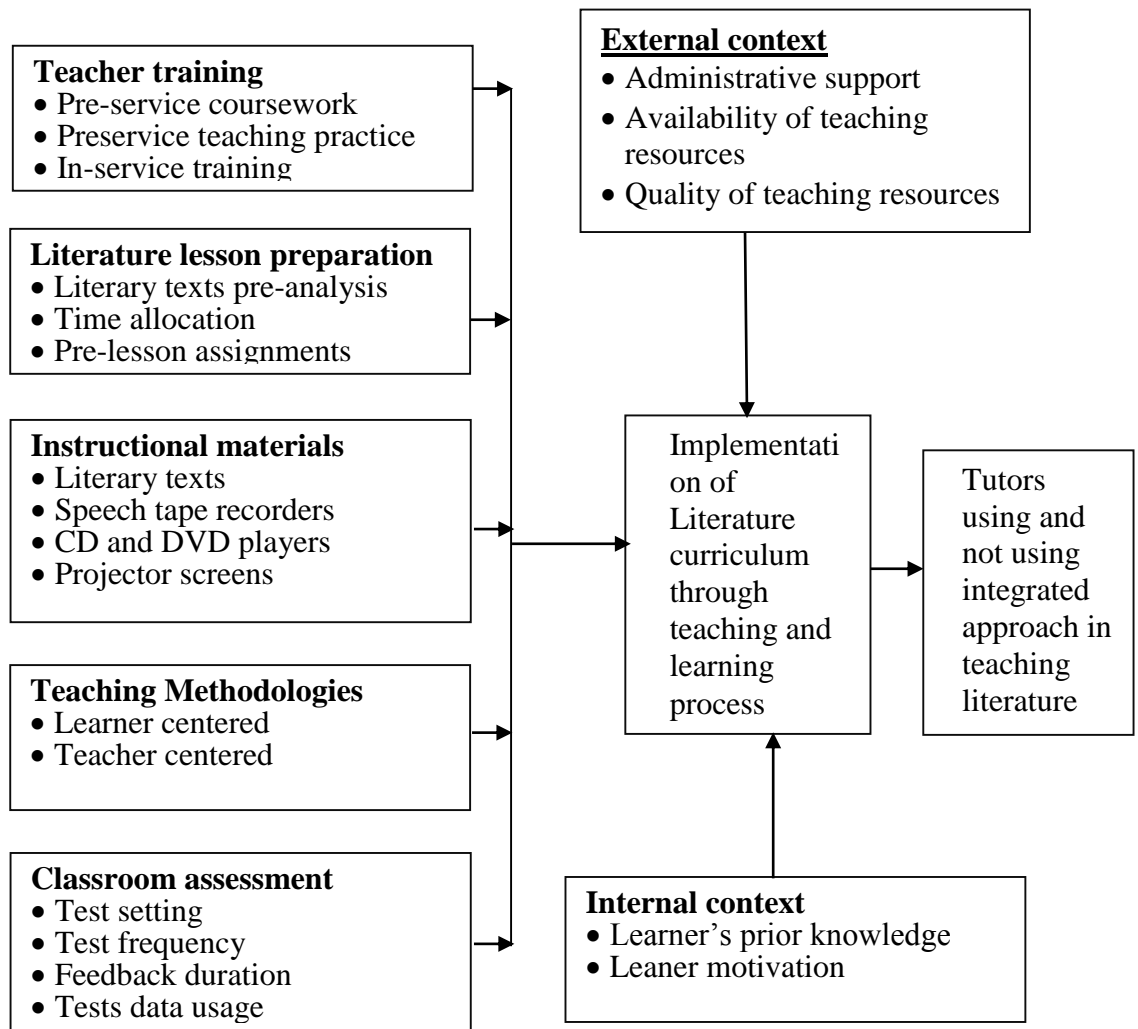 Teacher training
• Pre-service coursework
• Preservice teaching practice
• In-service training
Literature lesson preparation
• Literary texts pre-analysis
• Time allocation
• Pre-lesson assignments
Instructional materials
• Literary texts
• Speech tape recorders
• CD and DVD players
• Projector screens
Teaching Methodologies
• Learner centered
• Teacher centered
Classroom assessment
• Test setting
• Test frequency
• Feedback duration
• Tests data usage
External context
• Administrative support
• Availability of teaching
resources
• Quality of teaching resources
Implementati
on of
Literature
curriculum
through
teaching and
learning
process
Tutors
using and
not using
integrated
approach in
teaching
literature
Internal context
• Learner’s prior knowledge
• Leaner motivation